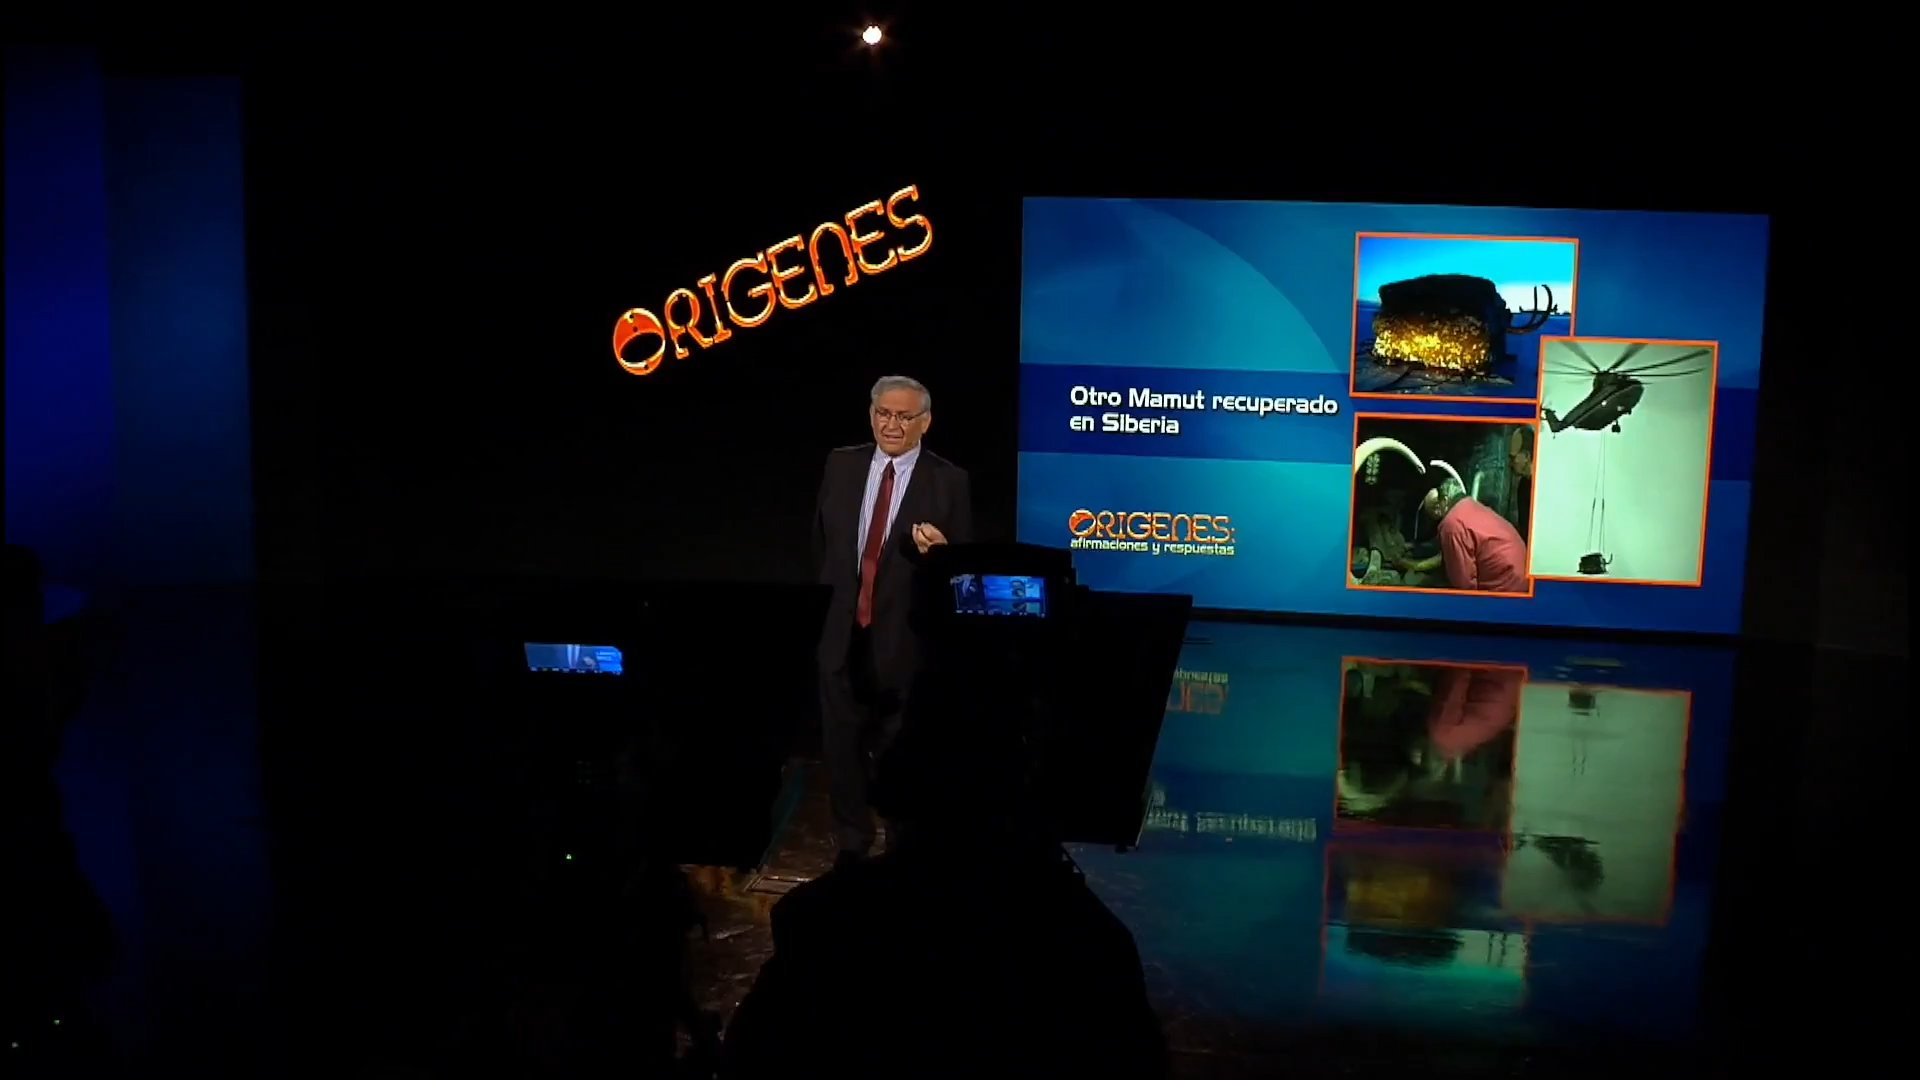 ORIGENES
Otro Mamut recuperado
en Siberia
ORIGENES:
afirmaciones y respuestas